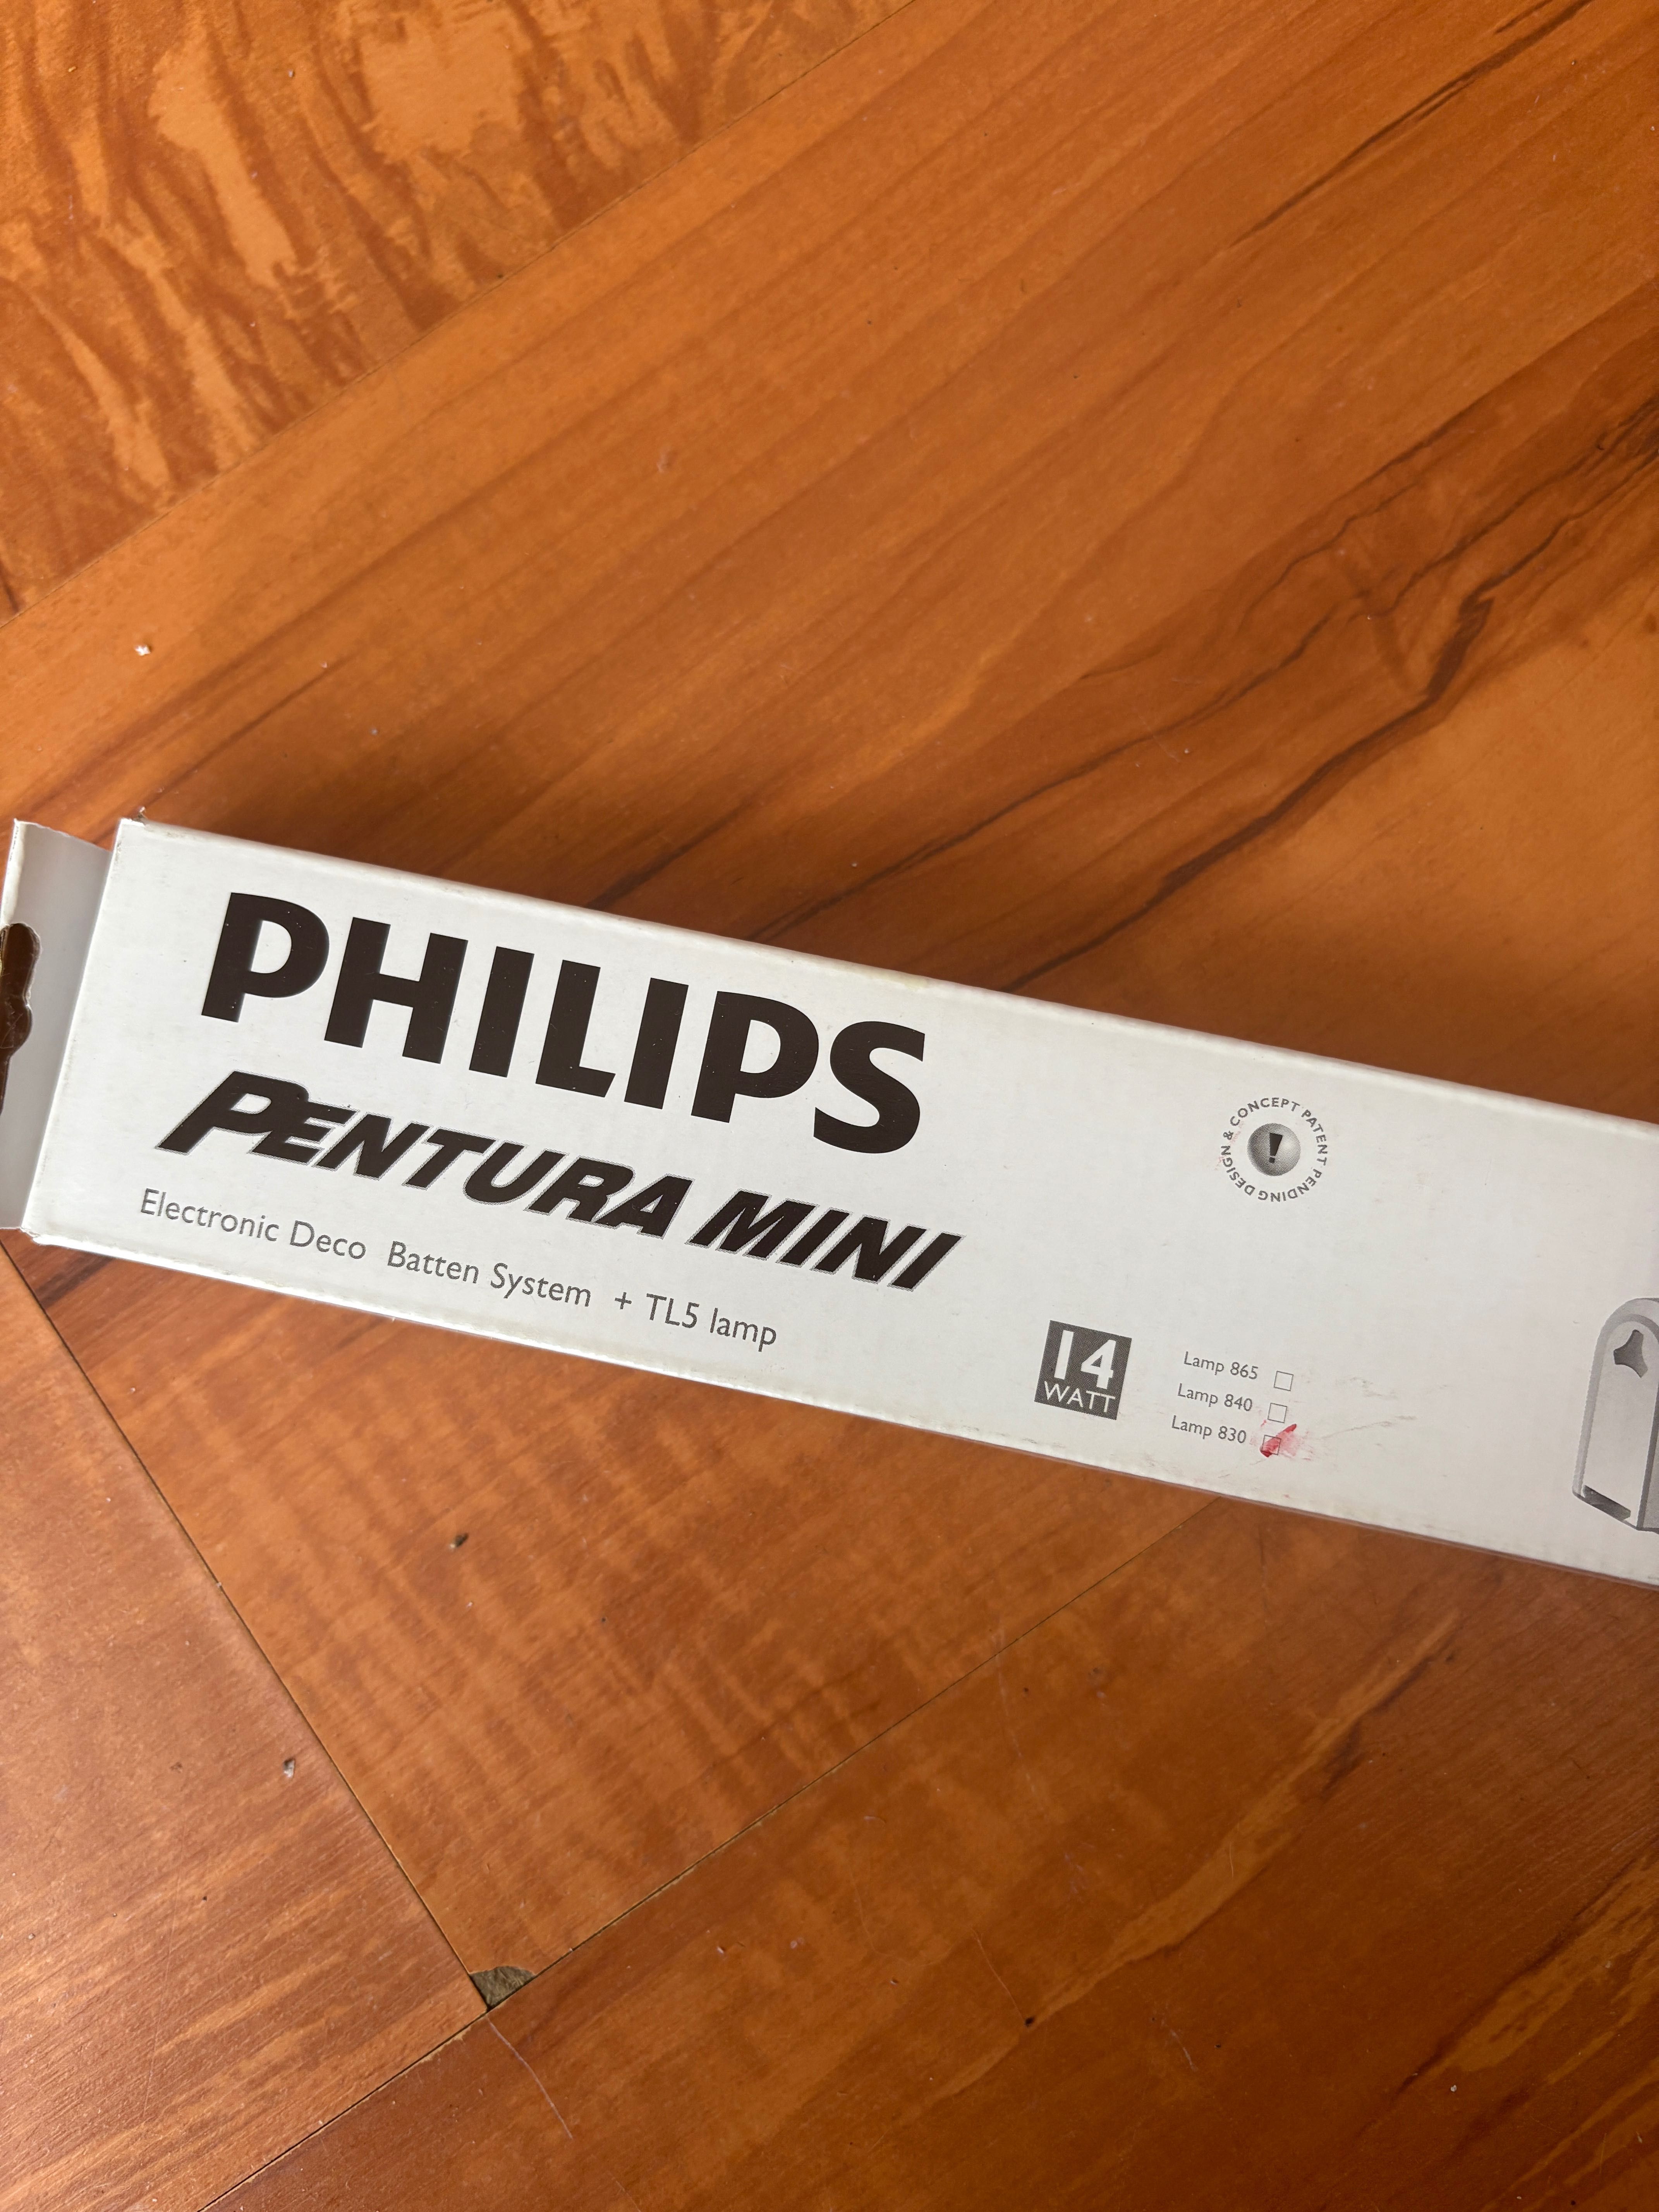 PHILIPS
PENTURA MINI
Electronic Deco Batten System + TL5 lamp
DESIGN & CONCEPT PATENT PENDING
!
14
WATT
Lamp 865
Lamp 840
Lamp 830